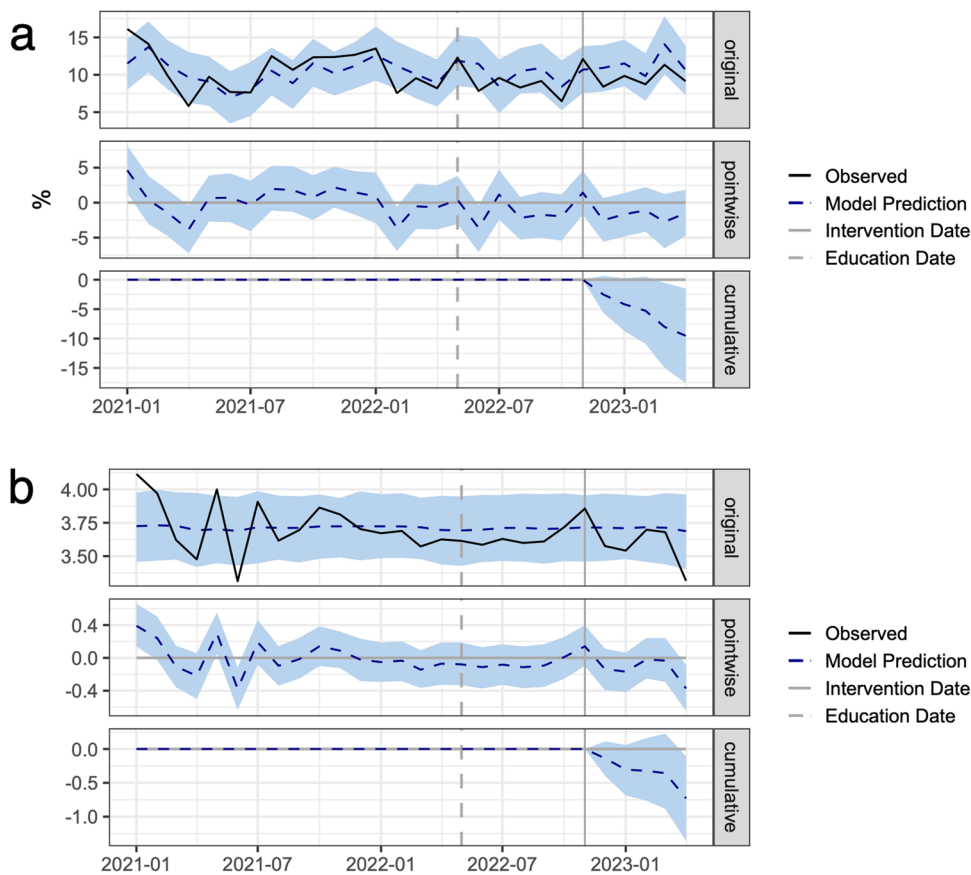 a
15
10
5
original
5
0
-5
pointwise
%
0
-5
-10
-15
cumulative
2021-01 2021-07 2022-01 2022-07 2023-01
Observed
Model Prediction
Intervention Date
Education Date
b
4.00
3.75
3.50
original
0.4
0.0
-0.4
pointwise
0.0
-0.5
-1.0
cumulative
2021-01 2021-07 2022-01 2022-07 2023-01
Observed
Model Prediction
Intervention Date
Education Date